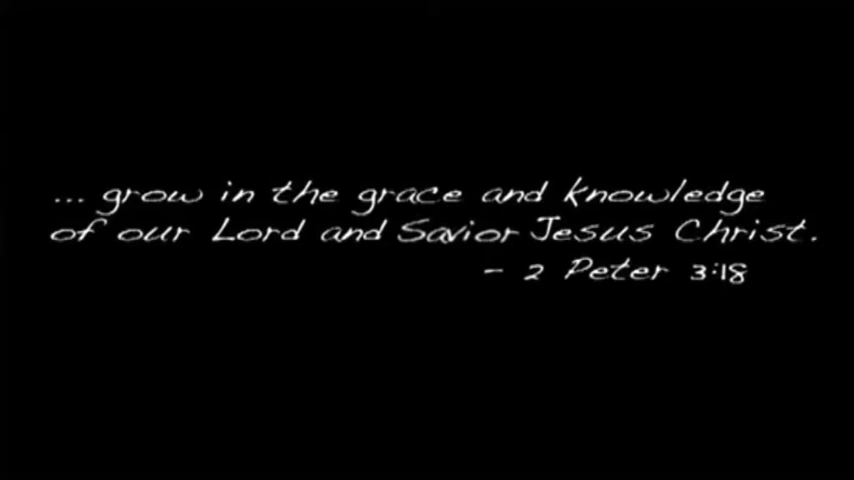 ... grow in the grace and knowledge
of our Lord and Savior Jesus Christ.
- 2 Peter 3:18